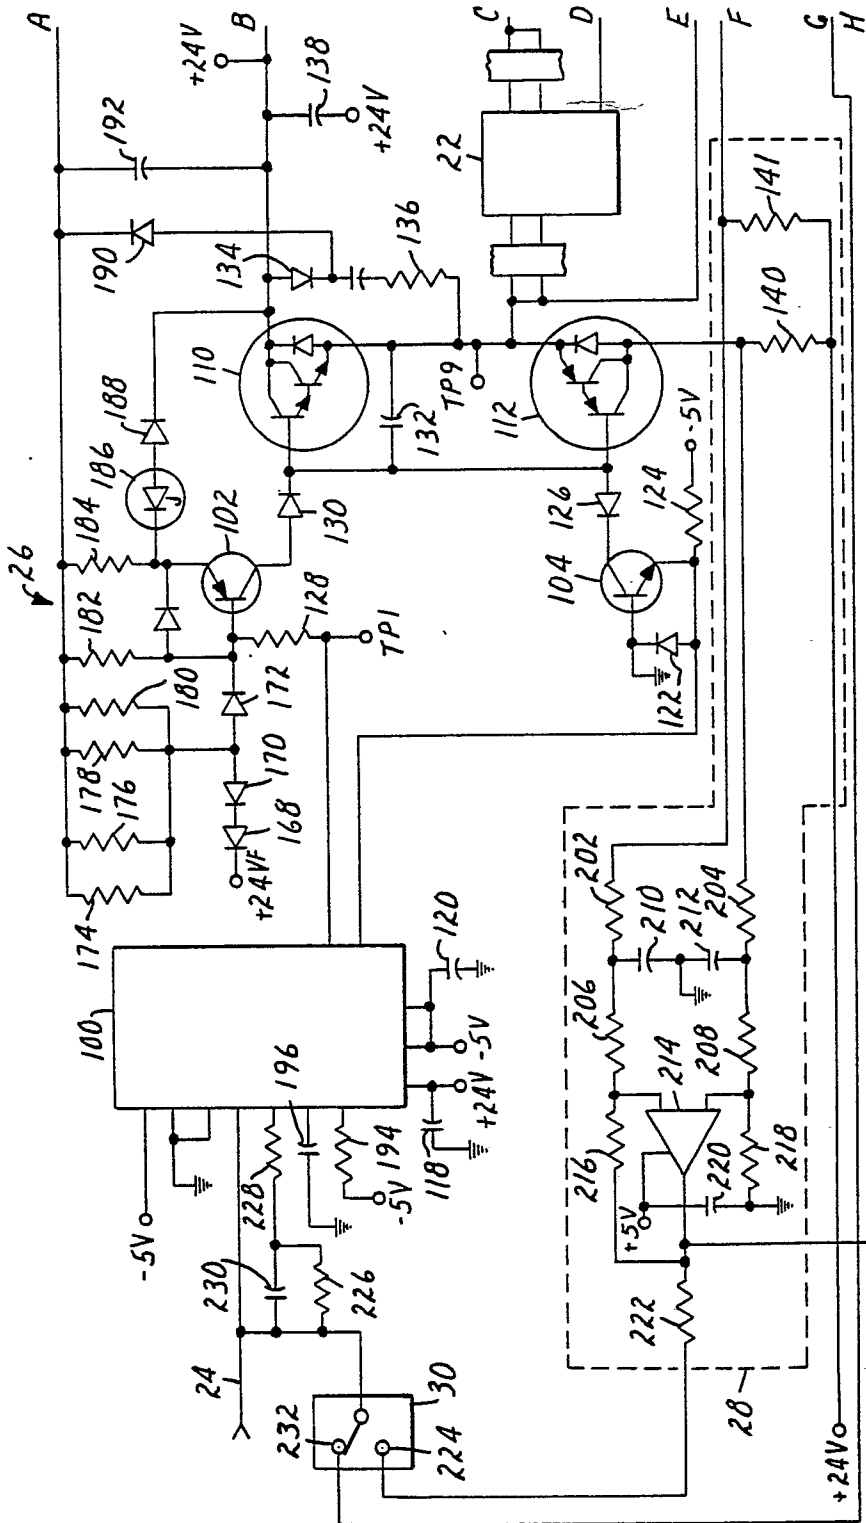 A
B
C
D
E
F
G
H
+24V
138
+24V
192
190
134
136
22
141
140
110
132
TP9
112
188
186
184
26
102
130
126
124
-5V
104
122
182
180
128
TP1
172
178
170
176
168
+24VF
174
202
210
212
204
100
120
-5V
+24V
118
196
194
-5V
206
208
214
216
218
220
+5V
228
-5V
230
226
222
24
232
30
224
28
+24V